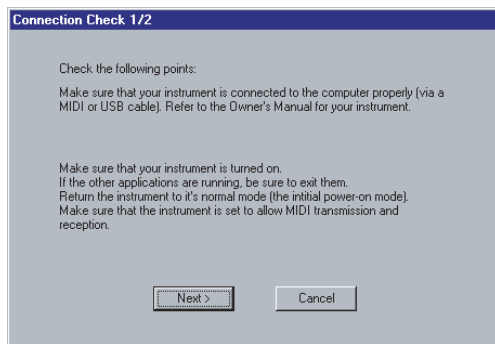 Connection Check 1/2
Check the following points:
Make sure that your instrument is connected to the computer properly (via a
MIDI or USB cable). Refer to the Owner's Manual for your instrument.
Make sure that your instrument is turned on.
If the other applications are running, be sure to exit them.
Return the instrument to it's normal mode (the intitial power-on mode).
Make sure that the instrument is set to allow MIDI transmission and
reception.
Next >
Cancel